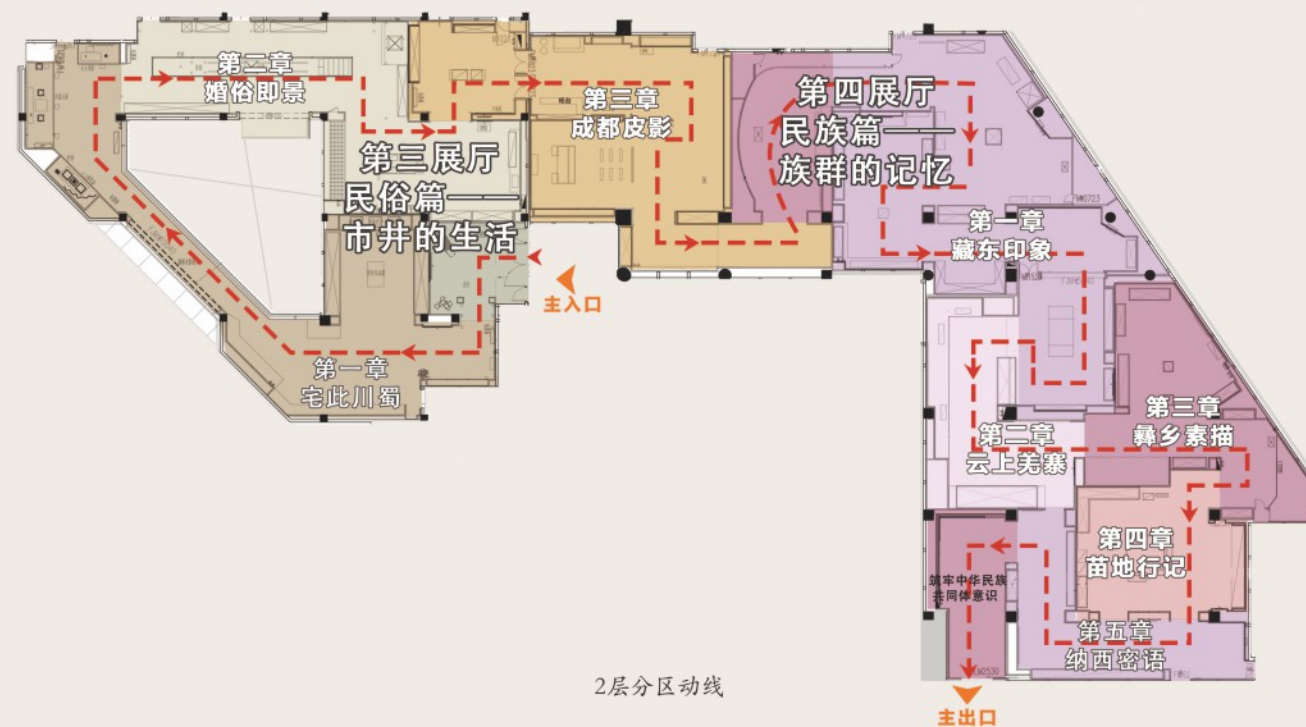 第二章
婚俗即景
第三章
成都皮影
第三展厅
民俗篇——
市井的生活
主入口
第一章
宅此川蜀
第四展厅
民族篇——
族群的记忆
第一章
藏东印象
第二章
云上羌寨
第三章
彝乡素描
第四章
苗地行记
筑牢中华民族
共同体意识
第五章
纳西密语
2层分区动线
主出口